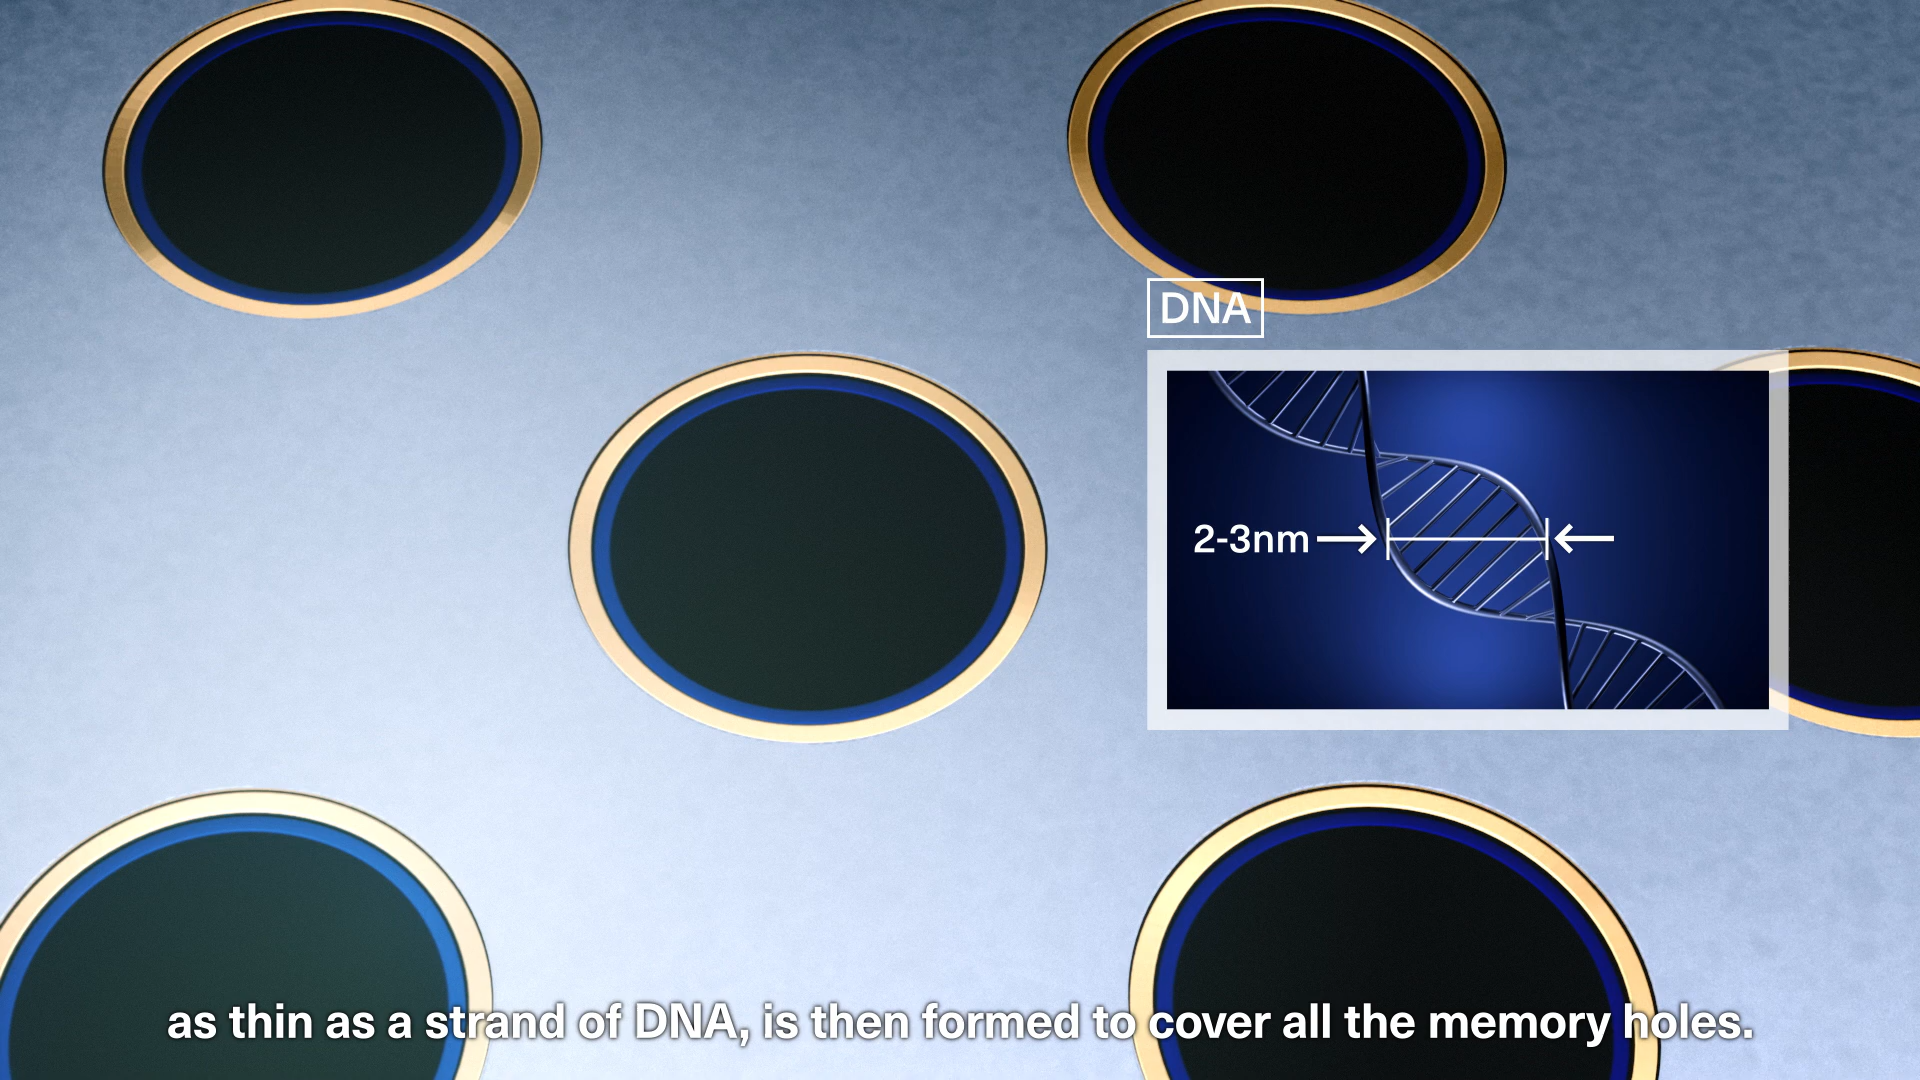 DNA
2-3nm
as thin as a strand of DNA, is then formed to cover all the memory holes.